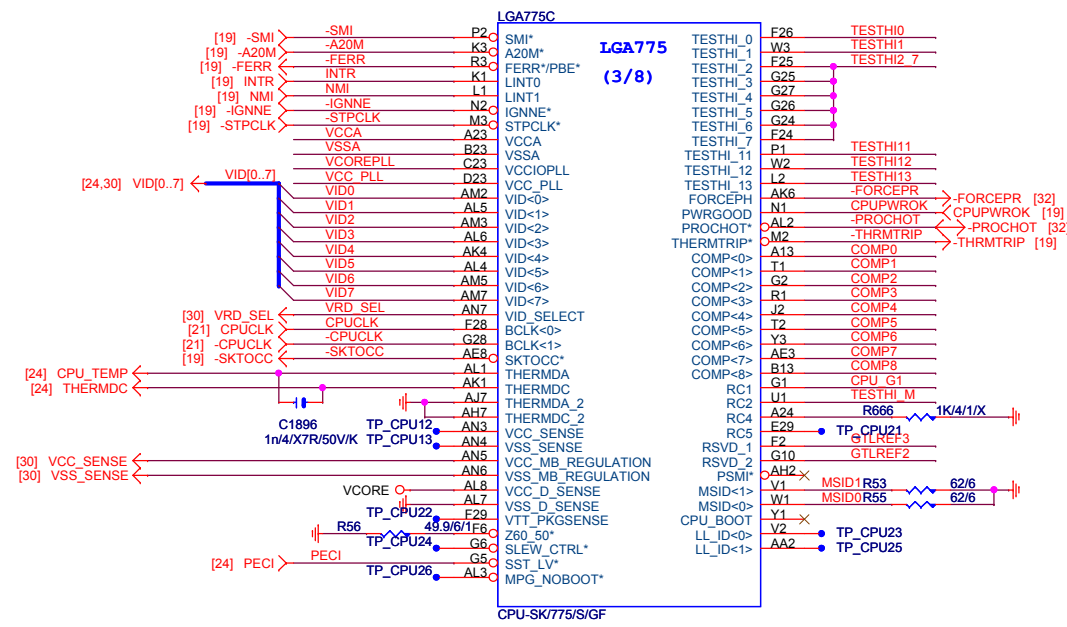 LGA775C
LGA775
(3/8)
[19] -SMI -SMI P2 SMI*
[19] -A20M -A20M K3 A20M*
[19] -FERR -FERR R3 FERR*/PBE*
[19] INTR INTR K1 LINT0
[19] NMI NMI L1 LINT1
[19] -IGNNE -IGNNE N2 IGNNE*
[19] -STPCLK -STPCLK M3 STPCLK*
VCCA A23 VCCA
VSSA B23 VSSA
VCOREPLL C23 VCCIOPLL
VCC_PLL D23 VCC_PLL
[24,30] VID[0..7] VID[0..7]
VID0 AM2 VID<0>
VID1 AL5 VID<1>
VID2 AM3 VID<2>
VID3 AL6 VID<3>
VID4 AK4 VID<4>
VID5 AL4 VID<5>
VID6 AM5 VID<6>
VID7 AM7 VID<7>
[30] VRD_SEL VRD_SEL AN7 VID_SELECT
[21] CPUCLK CPUCLK F28 BCLK<0>
[21] -CPUCLK -CPUCLK G28 BCLK<1>
[19] -SKTOCC -SKTOCC AE8 SKTOCC*
[24] CPU_TEMP AL1 THERMDA
[24] THERMDC AK1 THERMDC
AJ7 THERMDA_2
AH7 THERMDC_2
C1896
1n/4/X7R/50V/K
TP_CPU12 AN3 VCC_SENSE
TP_CPU13 AN4 VSS_SENSE
[30] VCC_SENSE AN5 VCC_MB_REGULATION
[30] VSS_SENSE AN6 VSS_MB_REGULATION
VCORE AL8 VCC_D_SENSE
AL7 VSS_D_SENSE
TP_CPU22 F29 VTT_PKGSENSE
R56 49.9/6/1 F6 Z60_50*
TP_CPU24 G6 SLEW_CTRL*
[24] PECI PECI G5 SST_LV*
TP_CPU26 AL3 MPG_NOBOOT*
TESTHI_0 F26 TESTHI0
TESTHI_1 W3 TESTHI1
TESTHI_2 F25 TESTHI2_7
TESTHI_3 G25
TESTHI_4 G27
TESTHI_5 G26
TESTHI_6 G24
TESTHI_7 F24
TESTHI_11 P1 TESTHI11
TESTHI_12 W2 TESTHI12
TESTHI_13 L2 TESTHI13
FORCEPH AK6 -FORCEPR -FORCEPR [32]
PWRGOOD N1 CPUPWROK CPUPWROK [19]
PROCHOT* AL2 -PROCHOT -PROCHOT [32]
THERMTRIP* M2 -THRMTRIP -THRMTRIP [19]
COMP<0> A13 COMP0
COMP<1> T1 COMP1
COMP<2> G2 COMP2
COMP<3> R1 COMP3
COMP<4> J2 COMP4
COMP<5> T2 COMP5
COMP<6> Y3 COMP6
COMP<7> AE3 COMP7
COMP<8> B13 COMP8
RC1 G1 CPU_G1
RC2 U1 TESTHI_M
RC4 A24 R666 1K/4/1/X
RC5 E29 TP_CPU21
RSVD_1 F2 GTLREF3
RSVD_2 G10 GTLREF2
PSMI* AH2
MSID<1> V1 MSID1 R53 62/6
MSID<0> W1 MSID0 R55 62/6
CPU_BOOT Y1
LL_ID<0> V2 TP_CPU23
LL_ID<1> AA2 TP_CPU25
CPU-SK/775/S/GF